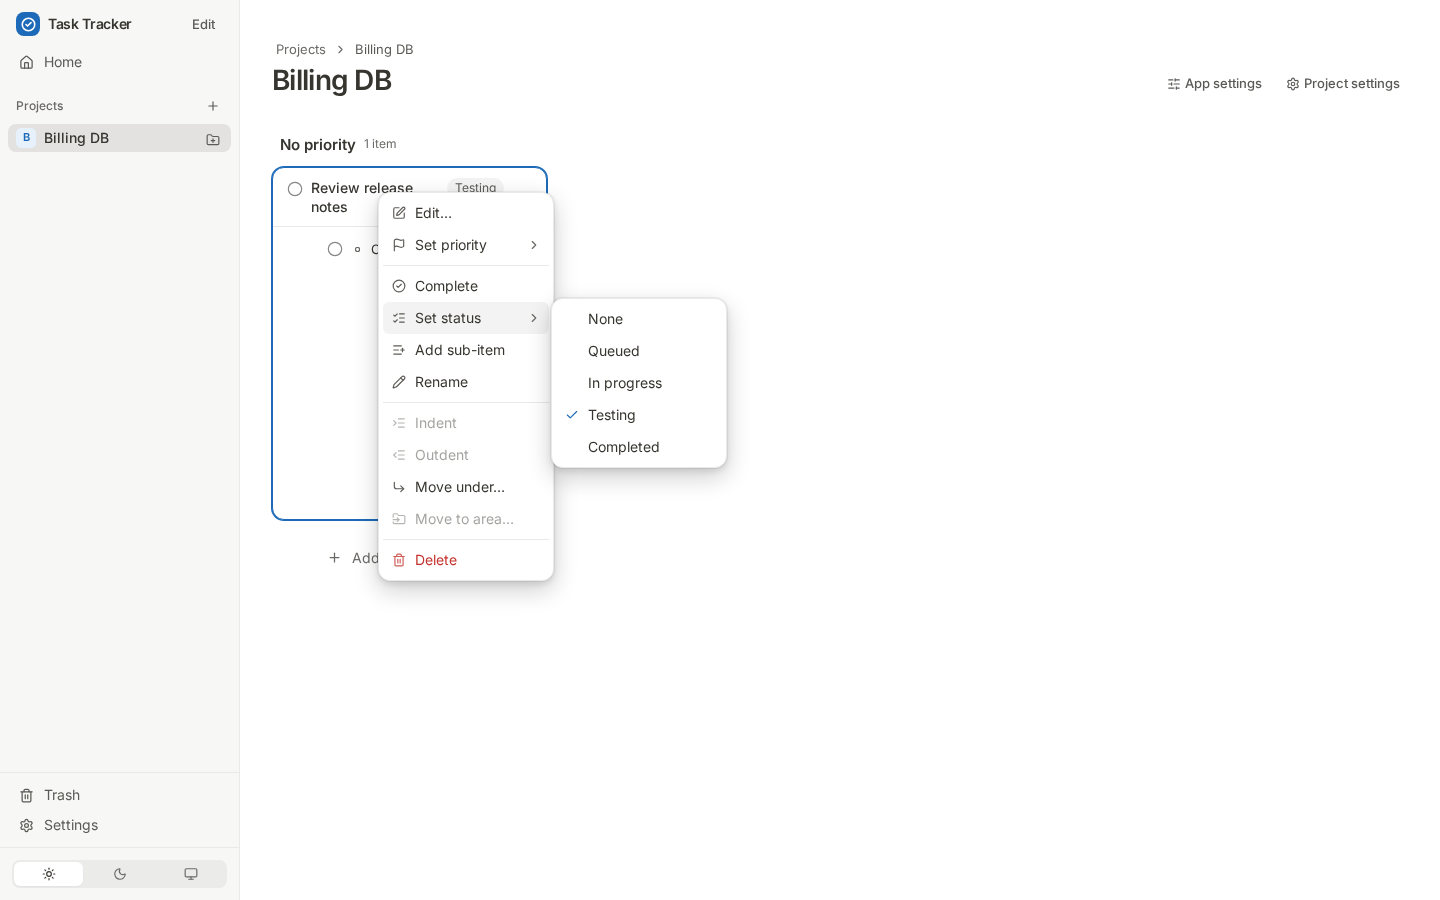 Task Tracker
Edit
Home
Projects
B
Billing DB
Trash
Settings
Projects
Billing DB
Billing DB
App settings
Project settings
No priority
1 item
Review release
notes
Testing
Add
Edit...
Set priority
Complete
Set status
Add sub-item
Rename
Indent
Outdent
Move under...
Move to area...
Delete
None
Queued
In progress
Testing
Completed